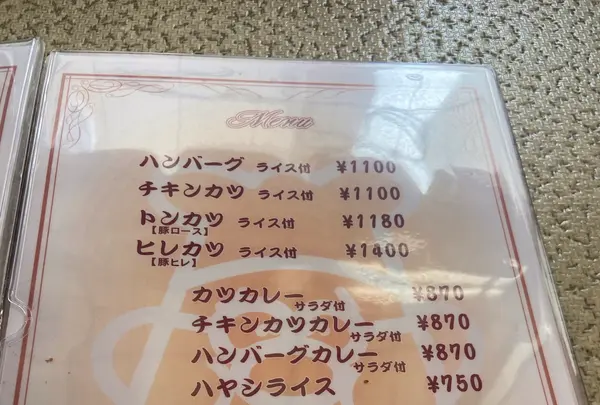 Menu
ハンバーグ ライス付 ¥1100
チキンカツ ライス付 ¥1100
トンカツ ライス付 ¥1180
【豚ロース】
ヒレカツ ライス付 ¥1400
【豚ヒレ】
カツカレー サラダ付 ¥870
チキンカツカレー サラダ付 ¥870
ハンバーグカレー サラダ付 ¥870
ハヤシライス ¥750